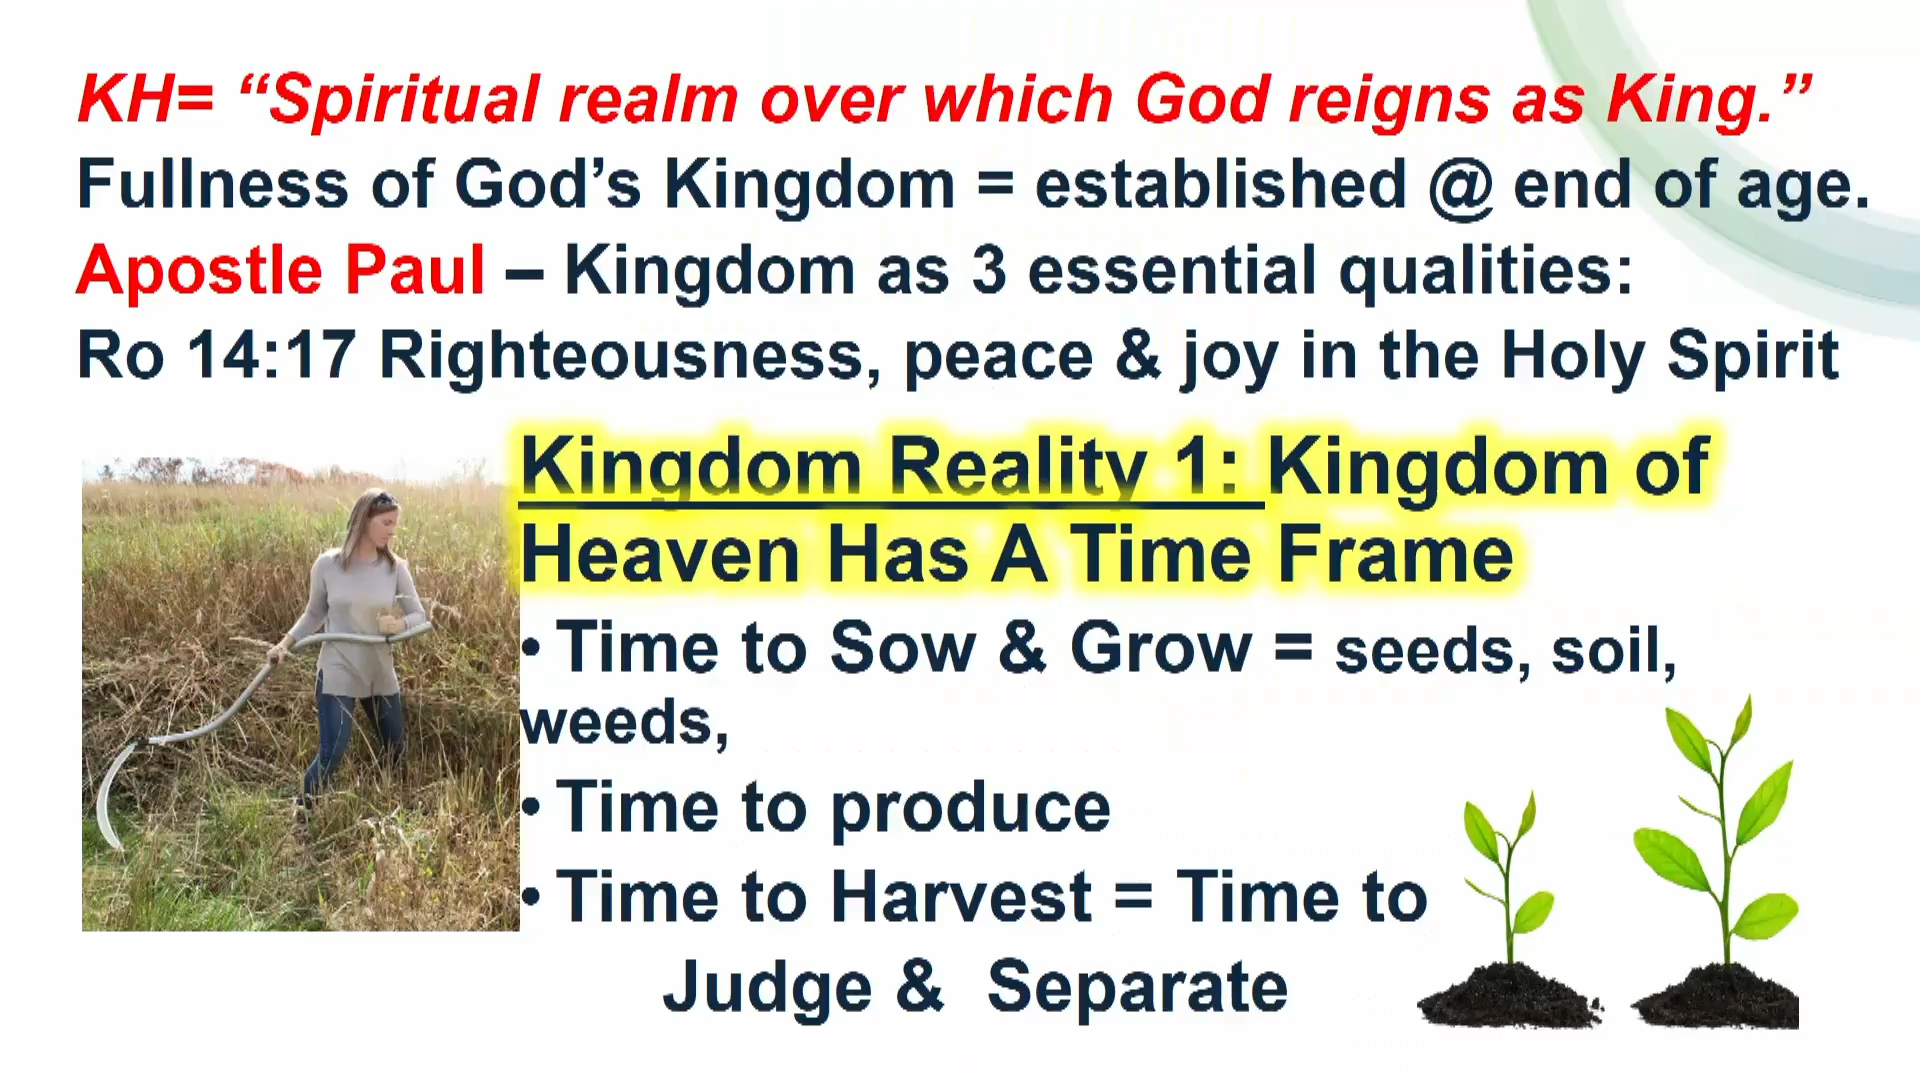 KH= “Spiritual realm over which God reigns as King.”
Fullness of God’s Kingdom = established @ end of age.
Apostle Paul – Kingdom as 3 essential qualities:
Ro 14:17 Righteousness, peace & joy in the Holy Spirit
Kingdom Reality 1: Kingdom of
Heaven Has A Time Frame
• Time to Sow & Grow = seeds, soil,
weeds,
• Time to produce
• Time to Harvest = Time to
Judge & Separate